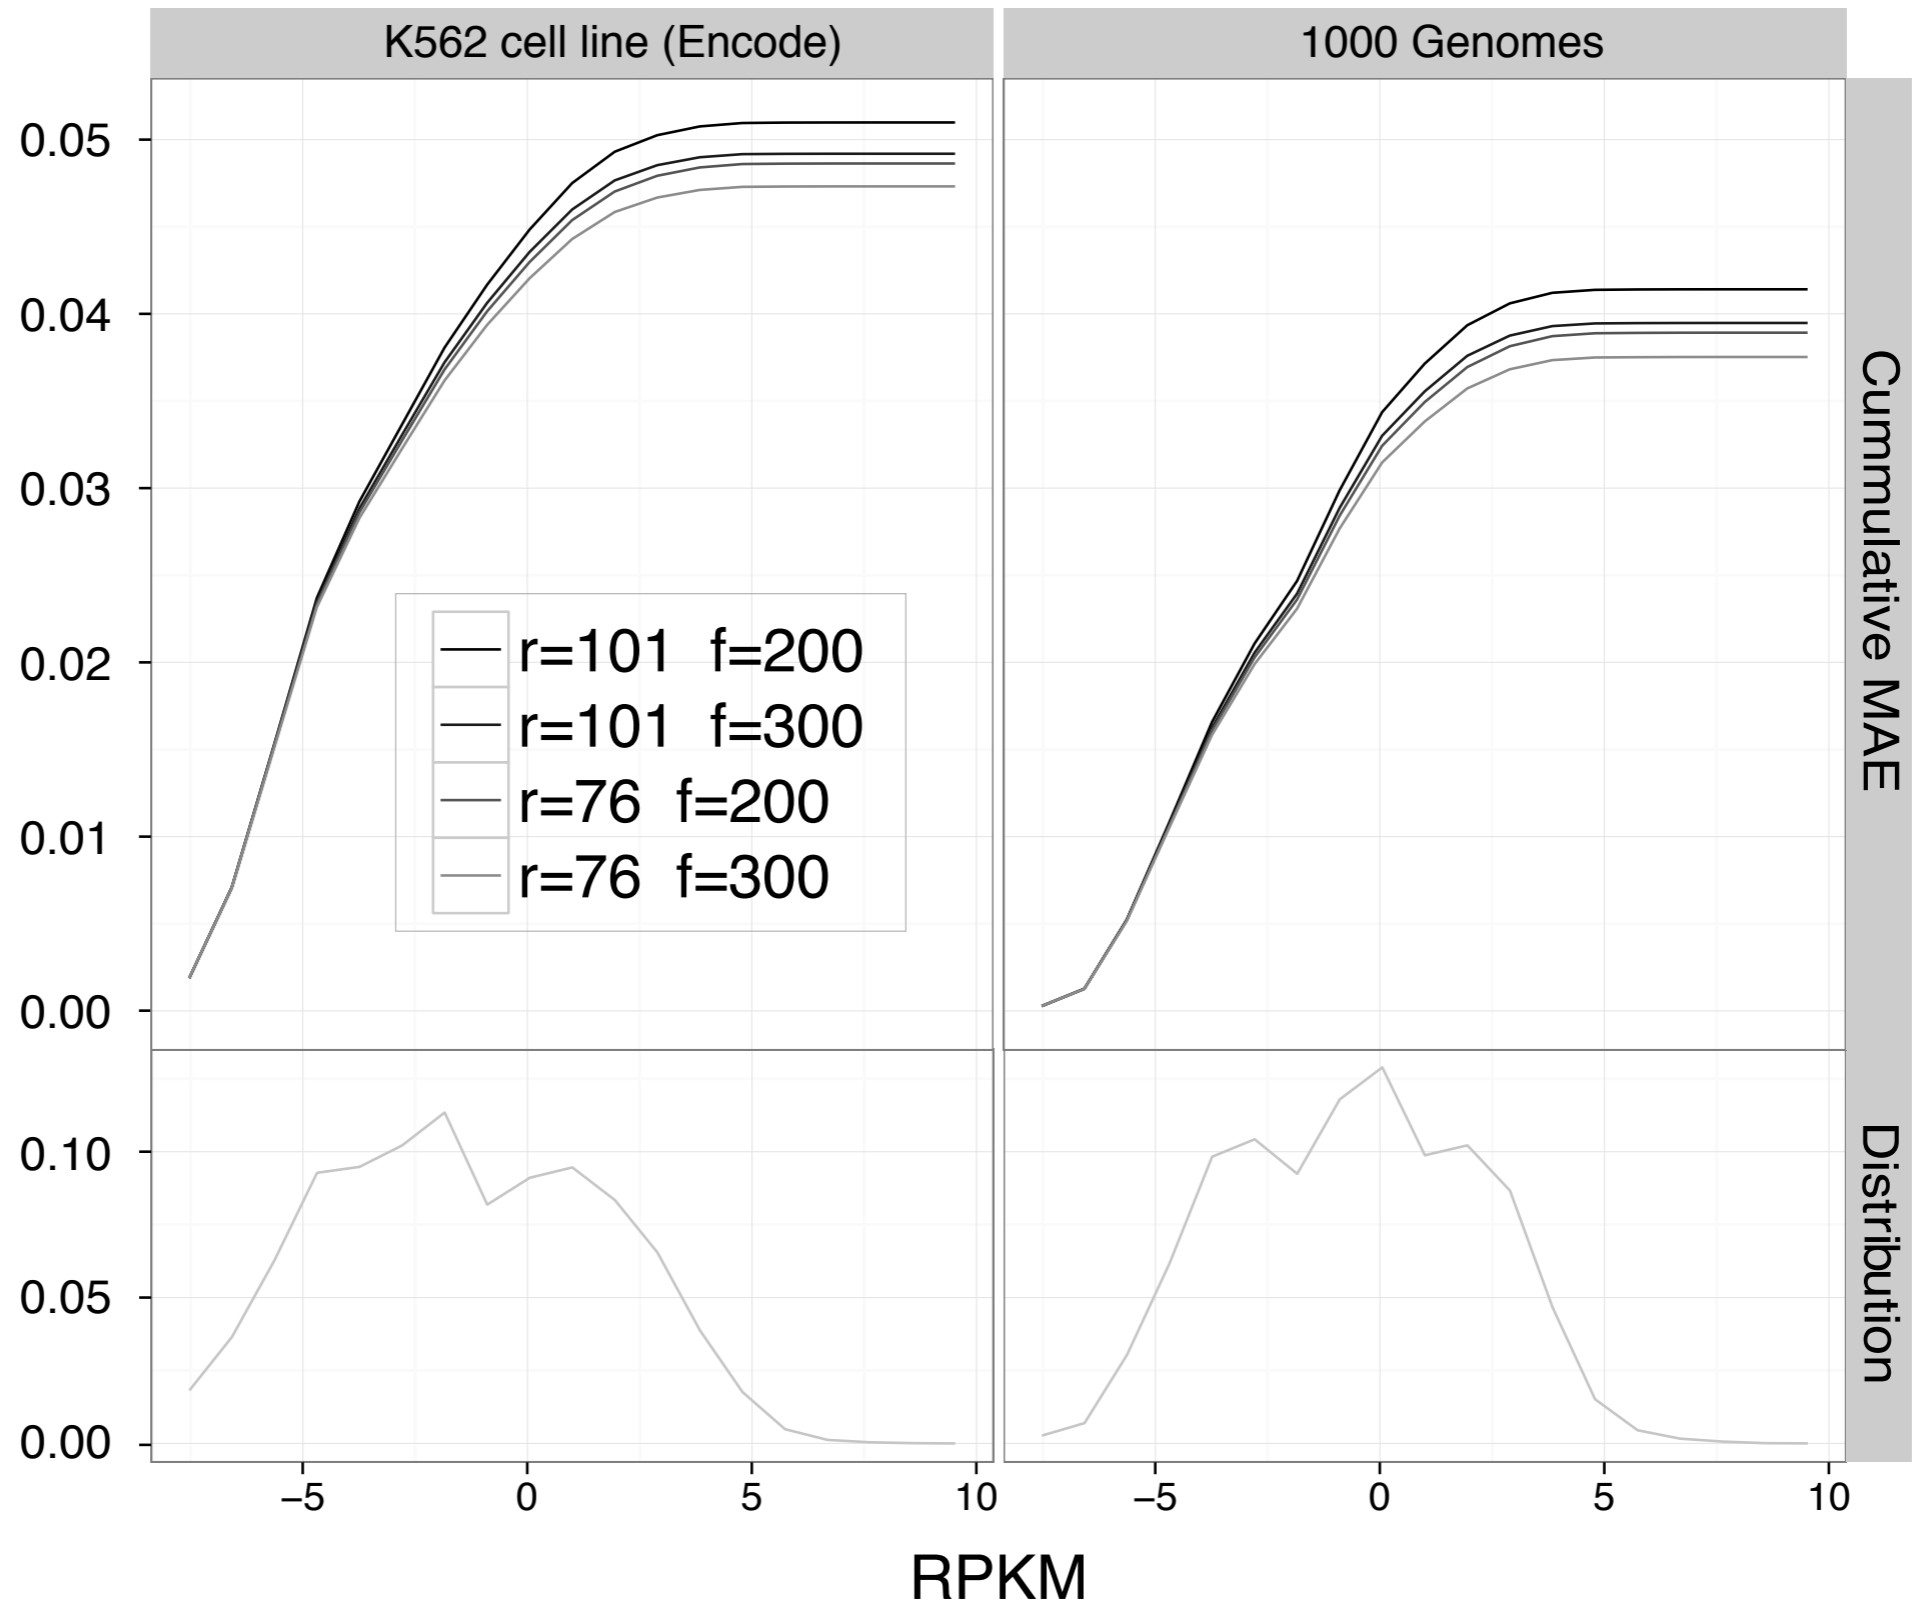 K562 cell line (Encode)
1000 Genomes
0.05
0.04
0.03
0.02
0.01
0.00
r=101 f=200
r=101 f=300
r=76 f=200
r=76 f=300
Cummulative MAE
0.10
0.05
0.00
Distribution
−5 0 5 10
−5 0 5 10
RPKM